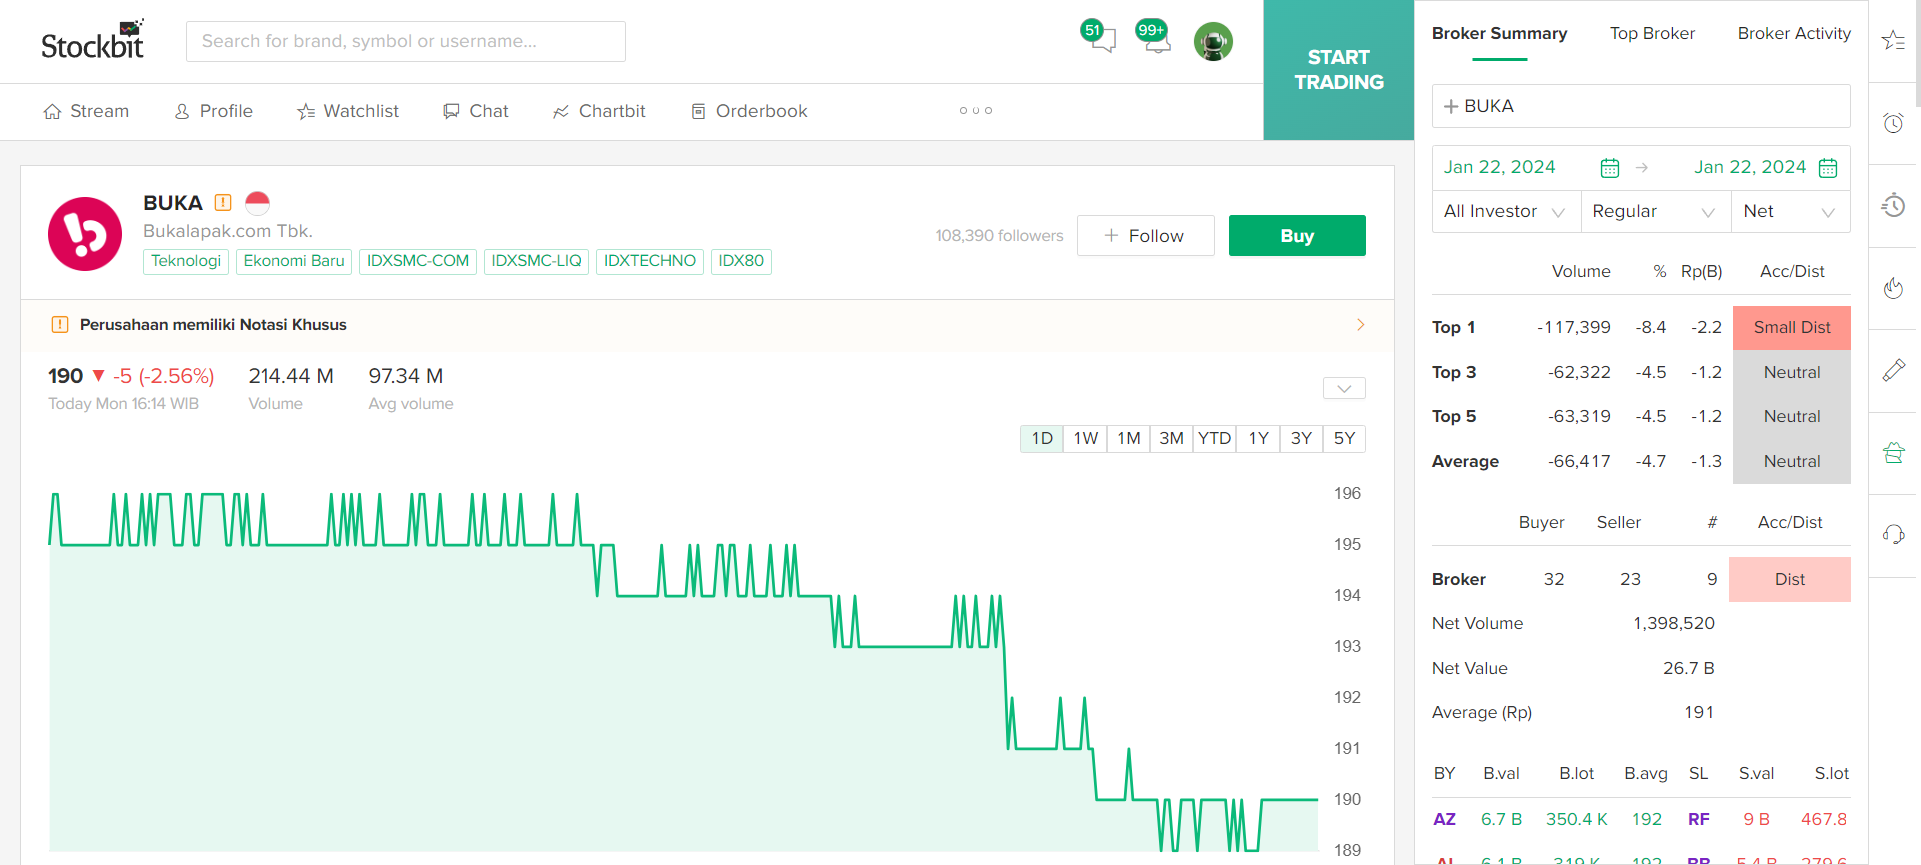 Stockbit
Search for brand, symbol or username...
51
99+
START
TRADING
Stream
Profile
Watchlist
Chat
Chartbit
Orderbook
BUKA
Bukalapak.com Tbk.
Teknologi
Ekonomi Baru
IDXSMC-COM
IDXSMC-LIQ
IDXTECHNO
IDX80
108,390 followers
+ Follow
Buy
Perusahaan memiliki Notasi Khusus
190 ▼ -5 (-2.56%)
214.44 M
97.34 M
Today Mon 16:14 WIB
Volume
Avg volume
1D 1W 1M 3M YTD 1Y 3Y 5Y
196
195
194
193
192
191
190
189
Broker Summary
Top Broker
Broker Activity
+ BUKA
Jan 22, 2024 → Jan 22, 2024
All Investor
Regular
Net
Volume % Rp(B) Acc/Dist
Top 1 -117,399 -8.4 -2.2 Small Dist
Top 3 -62,322 -4.5 -1.2 Neutral
Top 5 -63,319 -4.5 -1.2 Neutral
Average -66,417 -4.7 -1.3 Neutral
Buyer Seller # Acc/Dist
Broker 32 23 9 Dist
Net Volume 1,398,520
Net Value 26.7 B
Average (Rp) 191
BY B.val B.lot B.avg SL S.val S.lot
AZ 6.7 B 350.4 K 192 RF 9 B 467.8